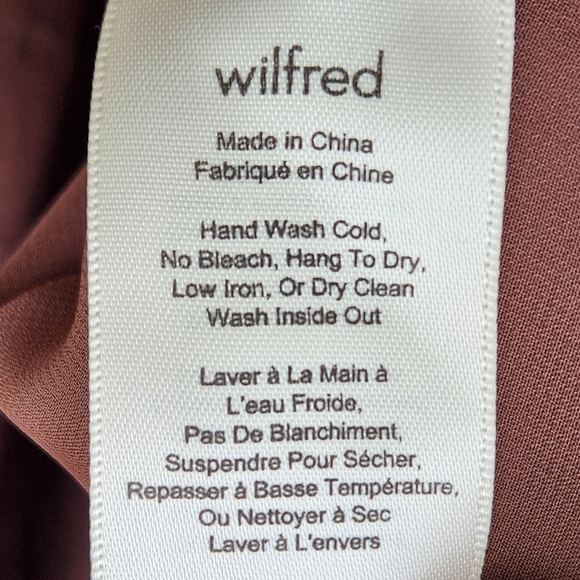 wilfred
Made in China
Fabriqué en Chine
Hand Wash Cold,
No Bleach, Hang To Dry,
Low Iron, Or Dry Clean
Wash Inside Out
Laver à La Main à
L'eau Froide,
Pas De Blanchiment,
Suspendre Pour Sécher,
Repasser à Basse Température,
Ou Nettoyer à Sec
Laver à L'envers